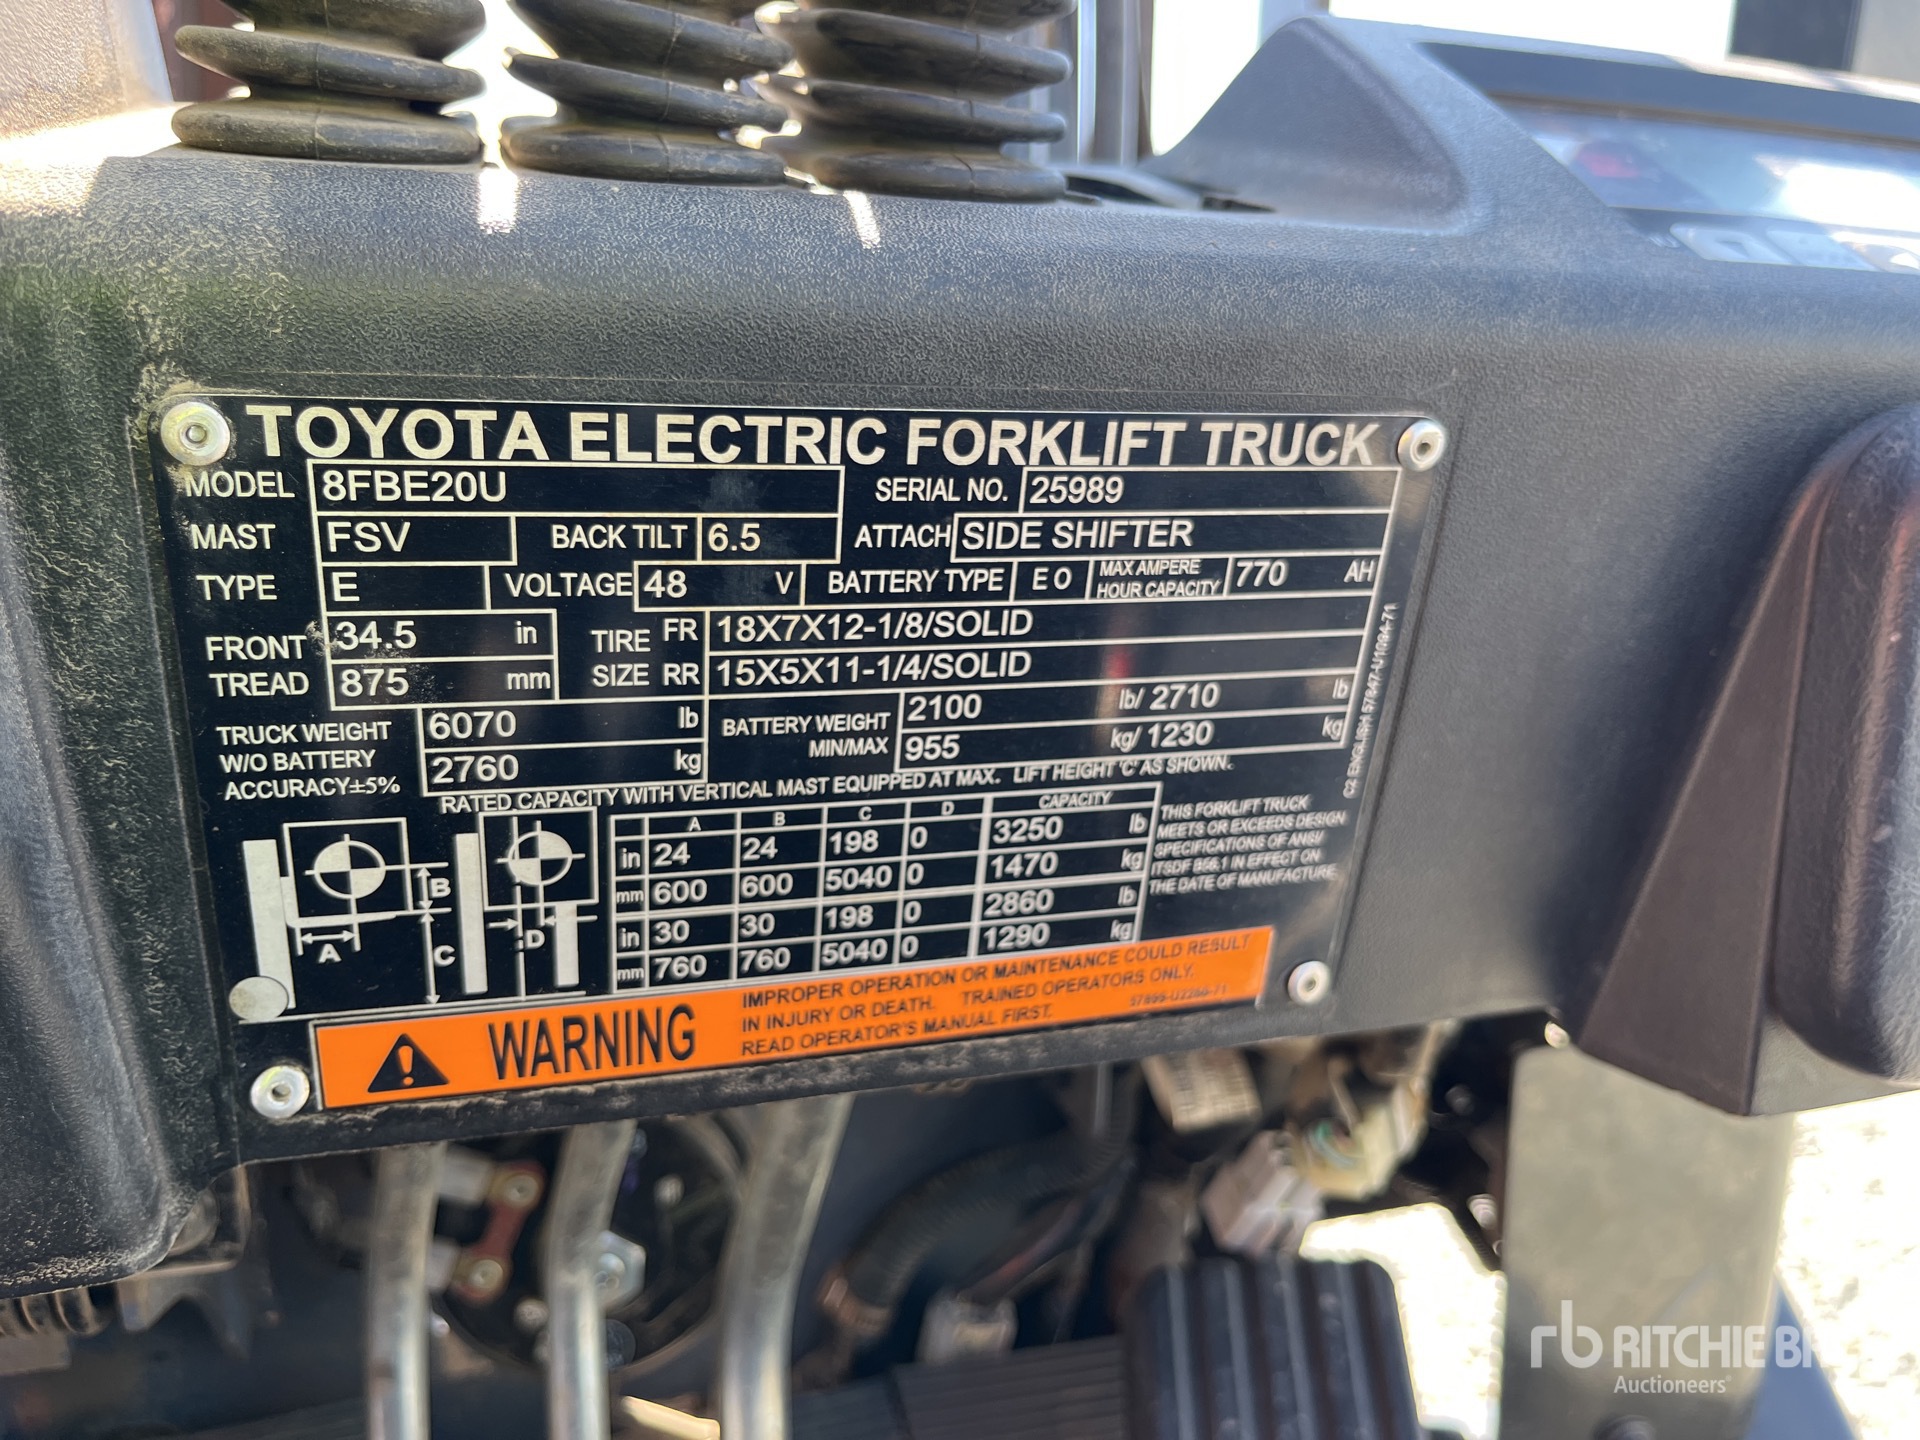 TOYOTA ELECTRIC FORKLIFT TRUCK
MODEL 8FBE20U SERIAL NO. 25989
MAST FSV BACK TILT 6.5 ATTACH SIDE SHIFTER
TYPE E VOLTAGE 48 V BATTERY TYPE E O MAX AMPERE HOUR CAPACITY 770 AH
FRONT TREAD 34.5 in TIRE SIZE FR 18X7X12-1/8/SOLID
875 mm RR 15X5X11-1/4/SOLID
TRUCK WEIGHT 6070 lb BATTERY WEIGHT 2100 lb/ 2710 lb
W/O BATTERY
ACCURACY±5% 2760 kg MIN/MAX 955 kg/ 1230 kg
RATED CAPACITY WITH VERTICAL MAST EQUIPPED AT MAX. LIFT HEIGHT 'C' AS SHOWN.
A B C D CAPACITY
in 24 24 198 0 3250 lb
mm 600 600 5040 0 1470 kg
in 30 30 198 0 2860 lb
mm 760 760 5040 0 1290 kg
A B C D
THIS FORKLIFT TRUCK
MEETS OR EXCEEDS DESIGN
SPECIFICATIONS OF ANSI/
ITSDF B56.1 IN EFFECT ON
THE DATE OF MANUFACTURE.
C2 ENGLISH
WARNING
IMPROPER OPERATION OR MAINTENANCE COULD RESULT
IN INJURY OR DEATH. TRAINED OPERATORS ONLY.
READ OPERATOR'S MANUAL FIRST.
rb RITCHIE BR
Auctioneers